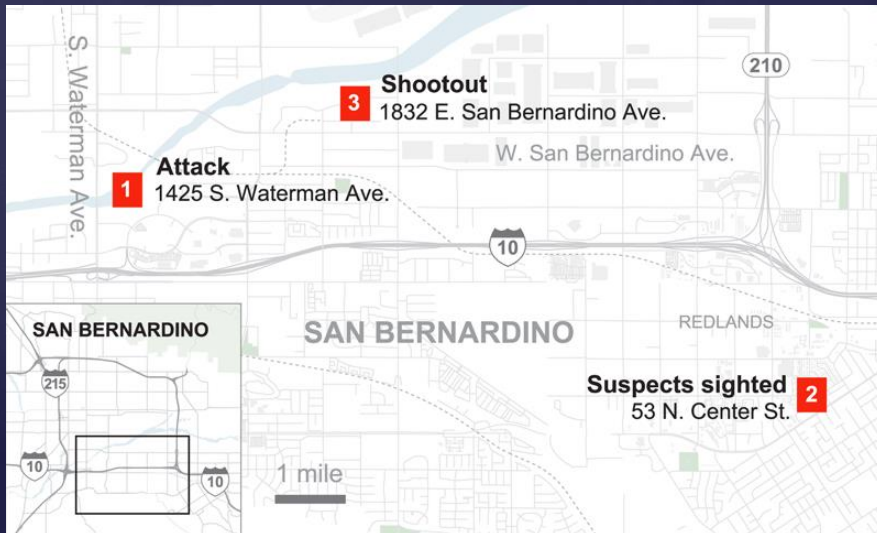 S. Waterman Ave.
210
3
Shootout
1832 E. San Bernardino Ave.
W. San Bernardino Ave.
1
Attack
1425 S. Waterman Ave.
10
SAN BERNARDINO
REDLANDS
Suspects sighted
53 N. Center St.
2
1 mile
SAN BERNARDINO
215
10
10